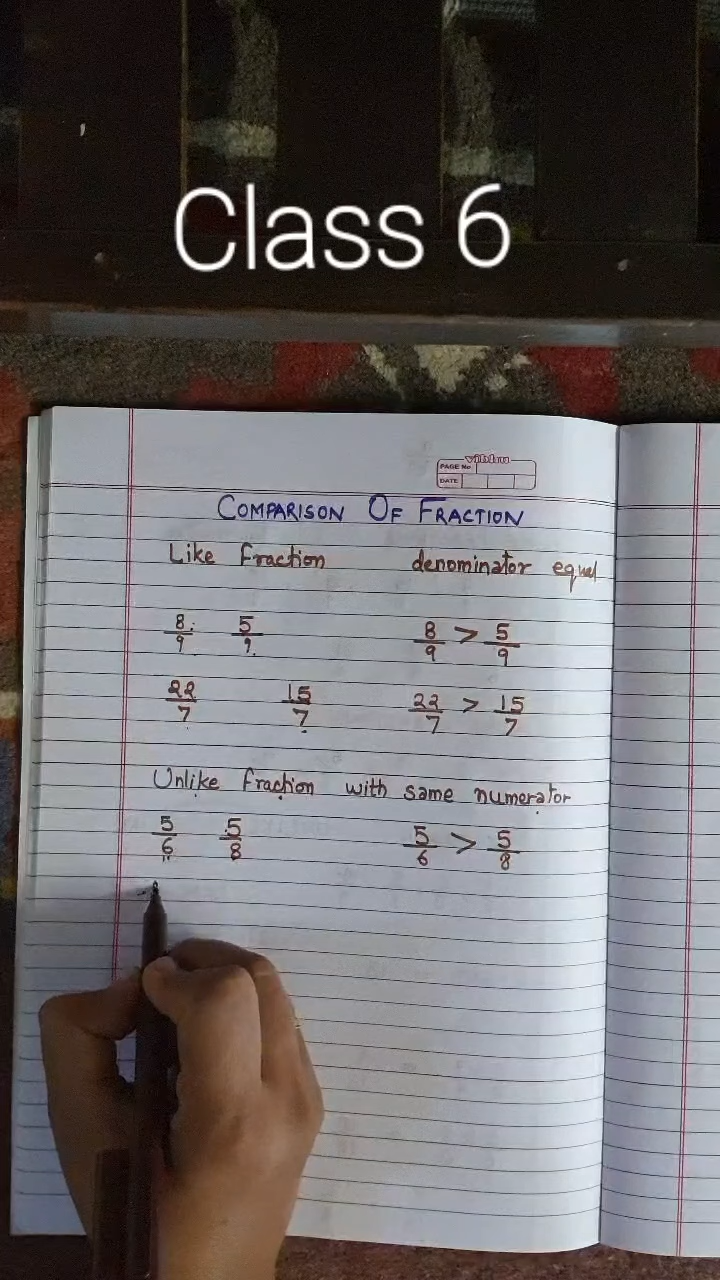 Class 6
vibhu
PAGE No
DATE
COMPARISON OF FRACTION
Like fraction denominator equal
8/9 5/9 8/9 > 5/9
22/7 15/7 22/7 > 15/7
Unlike fraction with same numerator
5/6 5/8 5/6 > 5/8